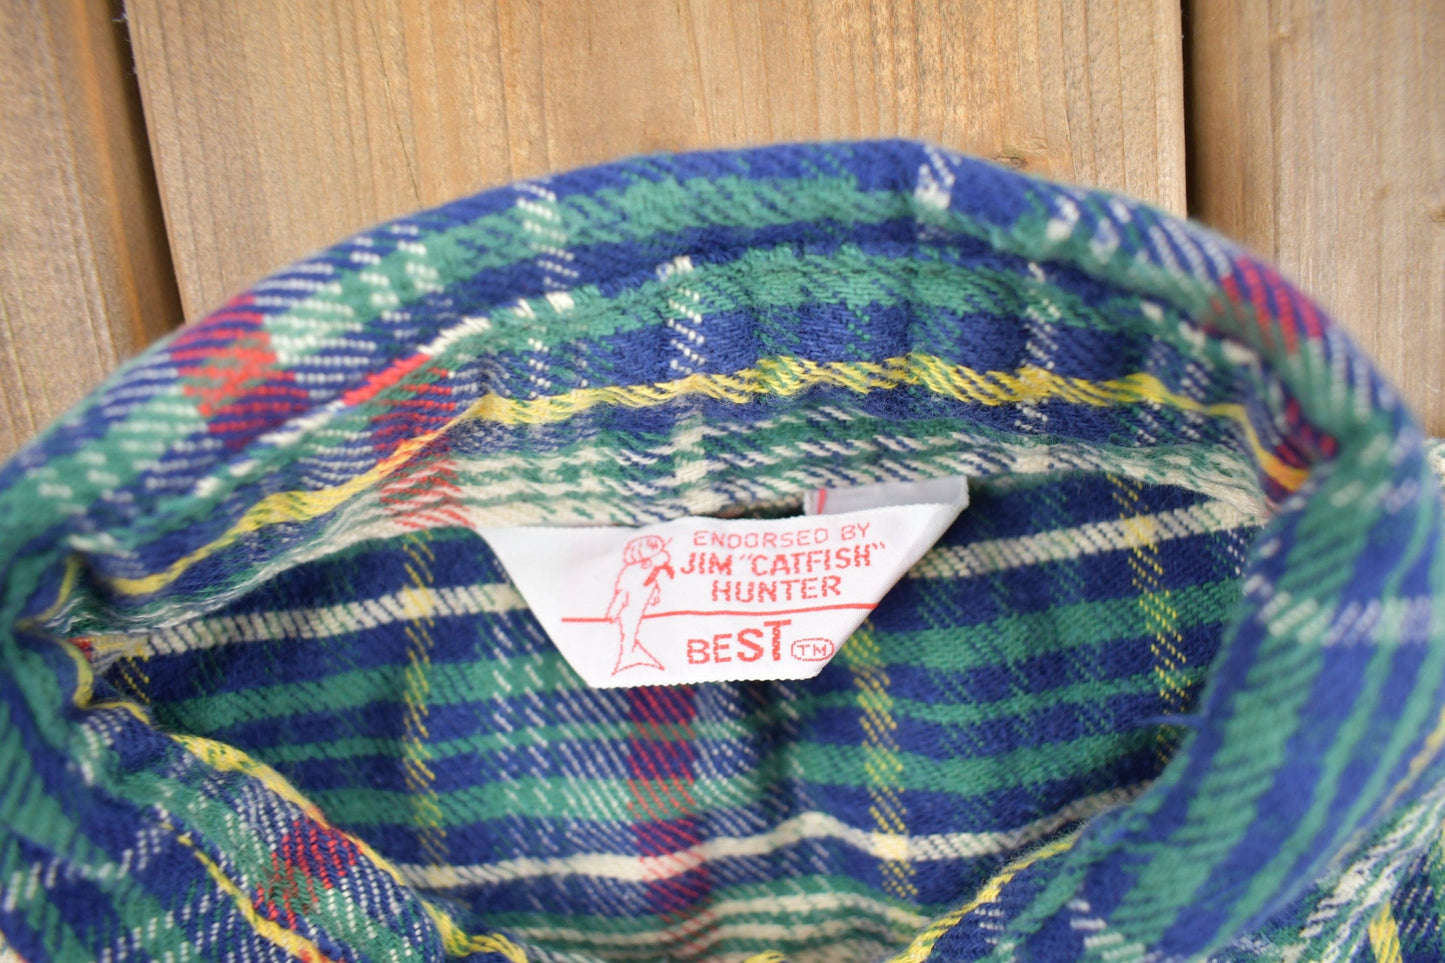 ENDORSED BY
JIM "CATFISH"
HUNTER
BEST TM